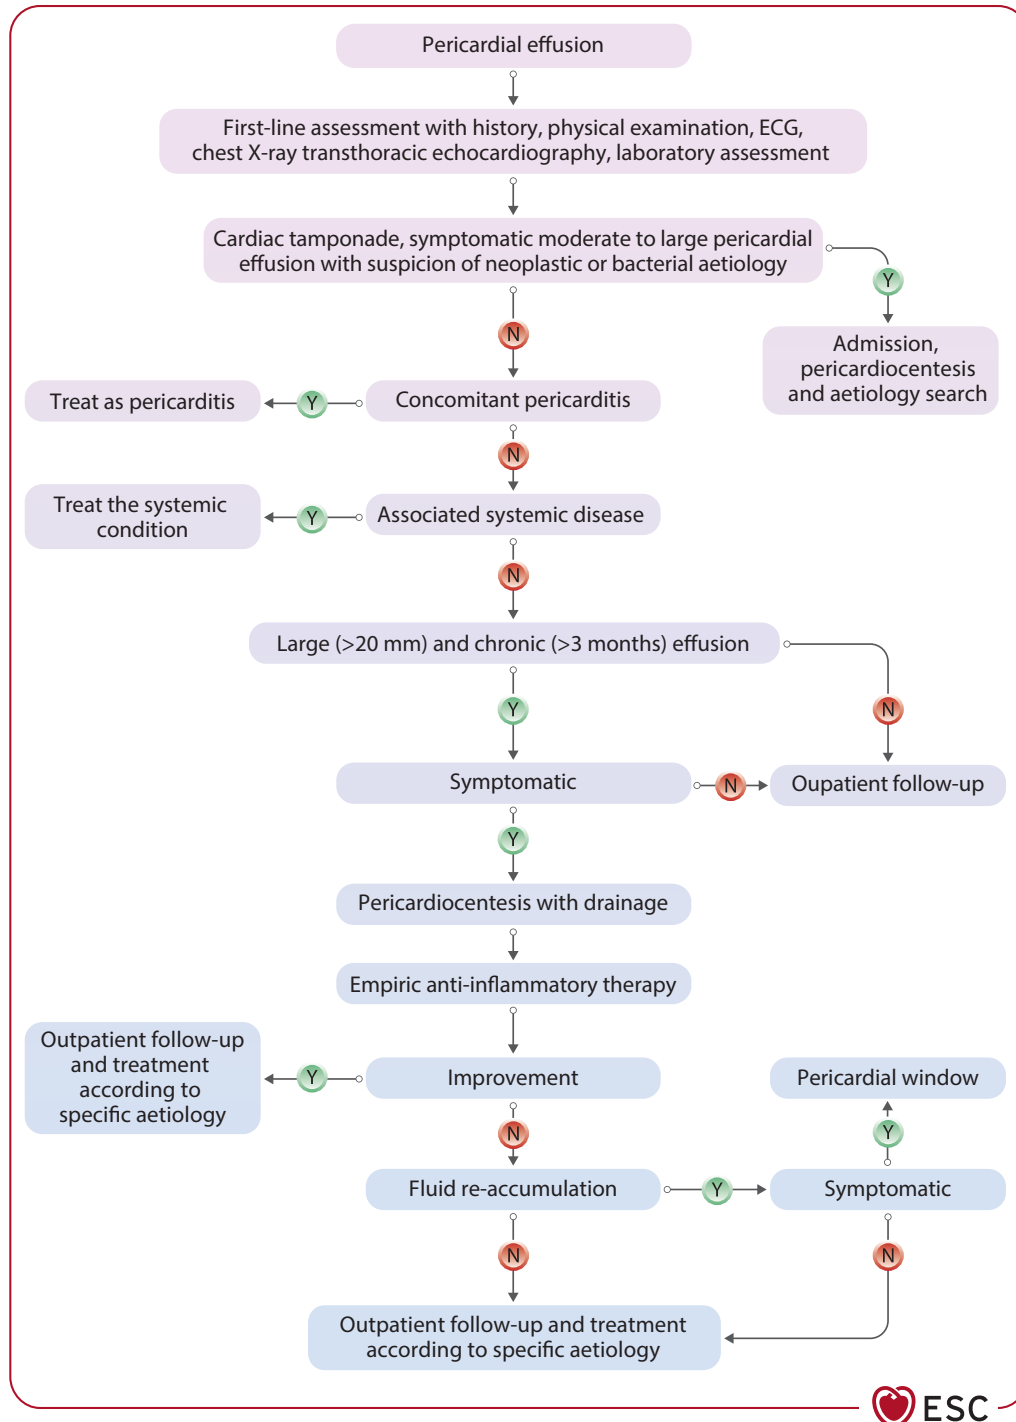 Pericardial effusion
First-line assessment with history, physical examination, ECG,
chest X-ray transthoracic echocardiography, laboratory assessment
Cardiac tamponade, symptomatic moderate to large pericardial
effusion with suspicion of neoplastic or bacterial aetiology
Y
Admission,
pericardiocentesis
and aetiology search
N
Treat as pericarditis
Y
Concomitant pericarditis
N
Treat the systemic
condition
Y
Associated systemic disease
N
Large (>20 mm) and chronic (>3 months) effusion
Y
N
Symptomatic
N
Oupatient follow-up
Y
Pericardiocentesis with drainage
Empiric anti-inflammatory therapy
Outpatient follow-up
and treatment
according to
specific aetiology
Y
Improvement
Pericardial window
N
Y
Fluid re-accumulation
Y
Symptomatic
N
N
Outpatient follow-up and treatment
according to specific aetiology
ESC